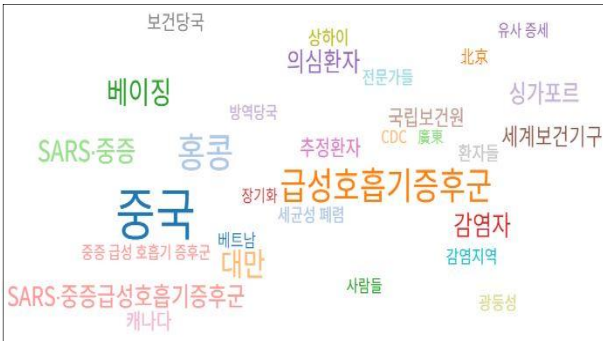 보건당국
유사 증세
상하이
의심환자
北京
전문가들
베이징
싱가포르
방역당국
국립보건원
CDC 廣東
세계보건기구
SARS·중증
홍콩
추정환자
환자들
급성호흡기증후군
장기화
중국
세균성 폐렴
감염자
베트남
중증 급성 호흡기 증후군
대만
감염지역
SARS·중증급성호흡기증후군
사람들
광둥성
캐나다